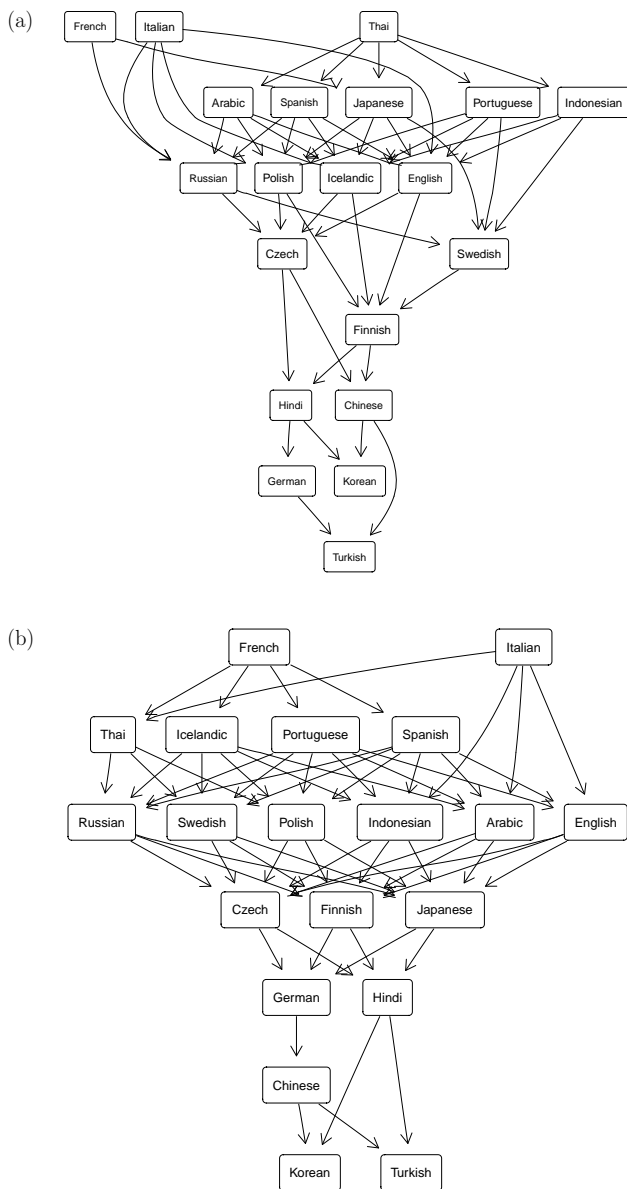 (a)
French Italian Thai
Arabic Spanish Japanese Portuguese Indonesian
Russian Polish Icelandic English
Czech Swedish
Finnish
Hindi Chinese
German Korean
Turkish
(b)
French Italian
Thai Icelandic Portuguese Spanish
Russian Swedish Polish Indonesian Arabic English
Czech Finnish Japanese
German Hindi
Chinese
Korean Turkish